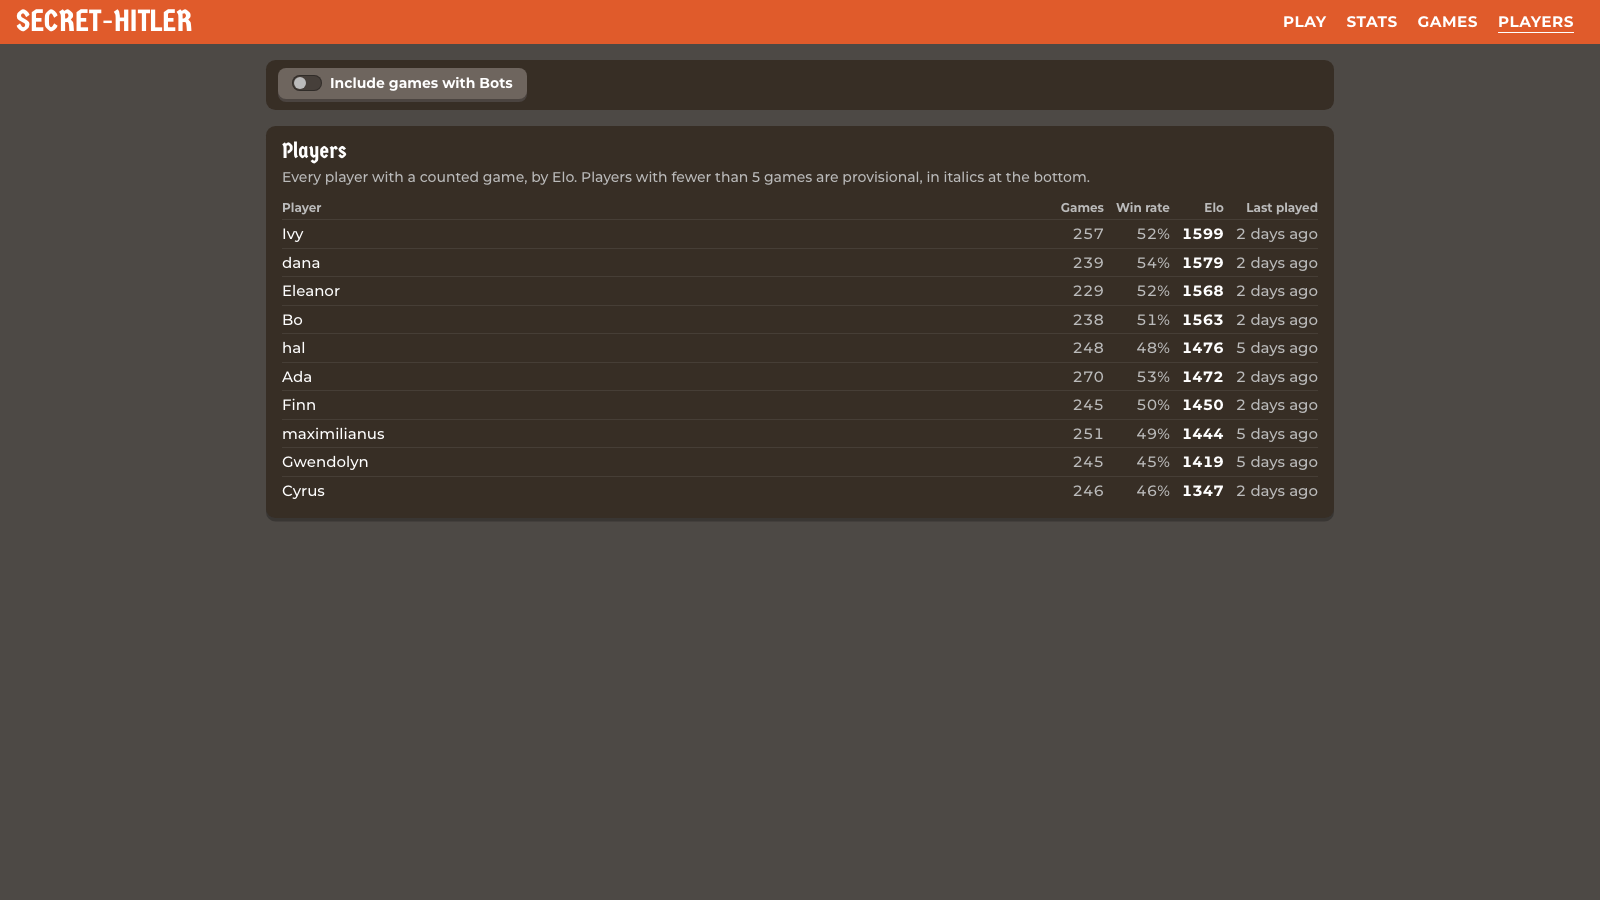 SECRET-HITLER
PLAY STATS GAMES PLAYERS
Include games with Bots
Players
Every player with a counted game, by Elo. Players with fewer than 5 games are provisional, in italics at the bottom.
Player Games Win rate Elo Last played
Ivy 257 52% 1599 2 days ago
dana 239 54% 1579 2 days ago
Eleanor 229 52% 1568 2 days ago
Bo 238 51% 1563 2 days ago
hal 248 48% 1476 5 days ago
Ada 270 53% 1472 2 days ago
Finn 245 50% 1450 2 days ago
maximilianus 251 49% 1444 5 days ago
Gwendolyn 245 45% 1419 5 days ago
Cyrus 246 46% 1347 2 days ago